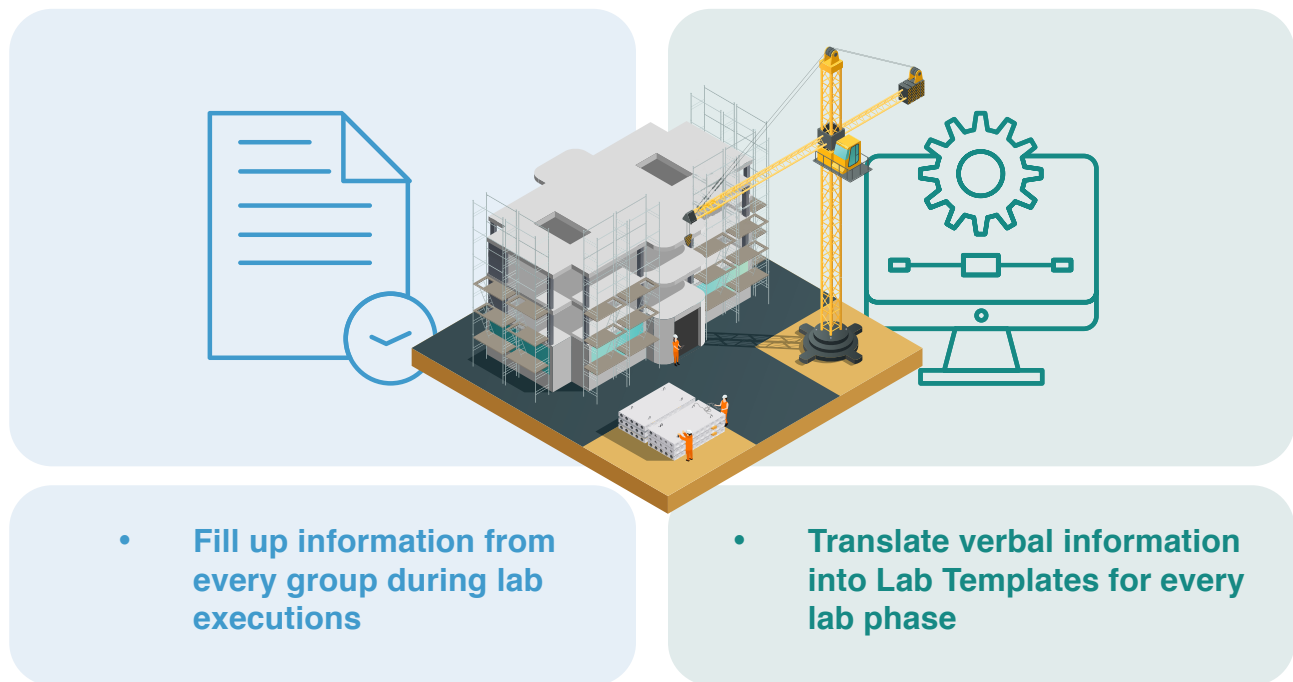 • Fill up information from
every group during lab
executions
• Translate verbal information
into Lab Templates for every
lab phase